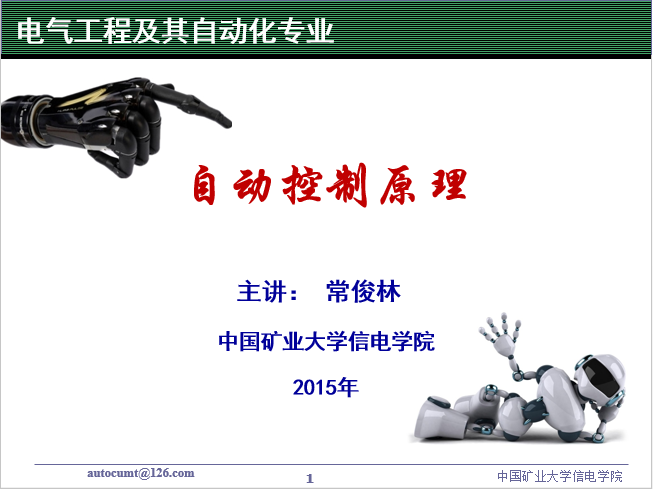 电气工程及其自动化专业
自动控制原理
主讲： 常俊林
中国矿业大学信电学院
2015年
autocumt@126.com
1
中国矿业大学信电学院